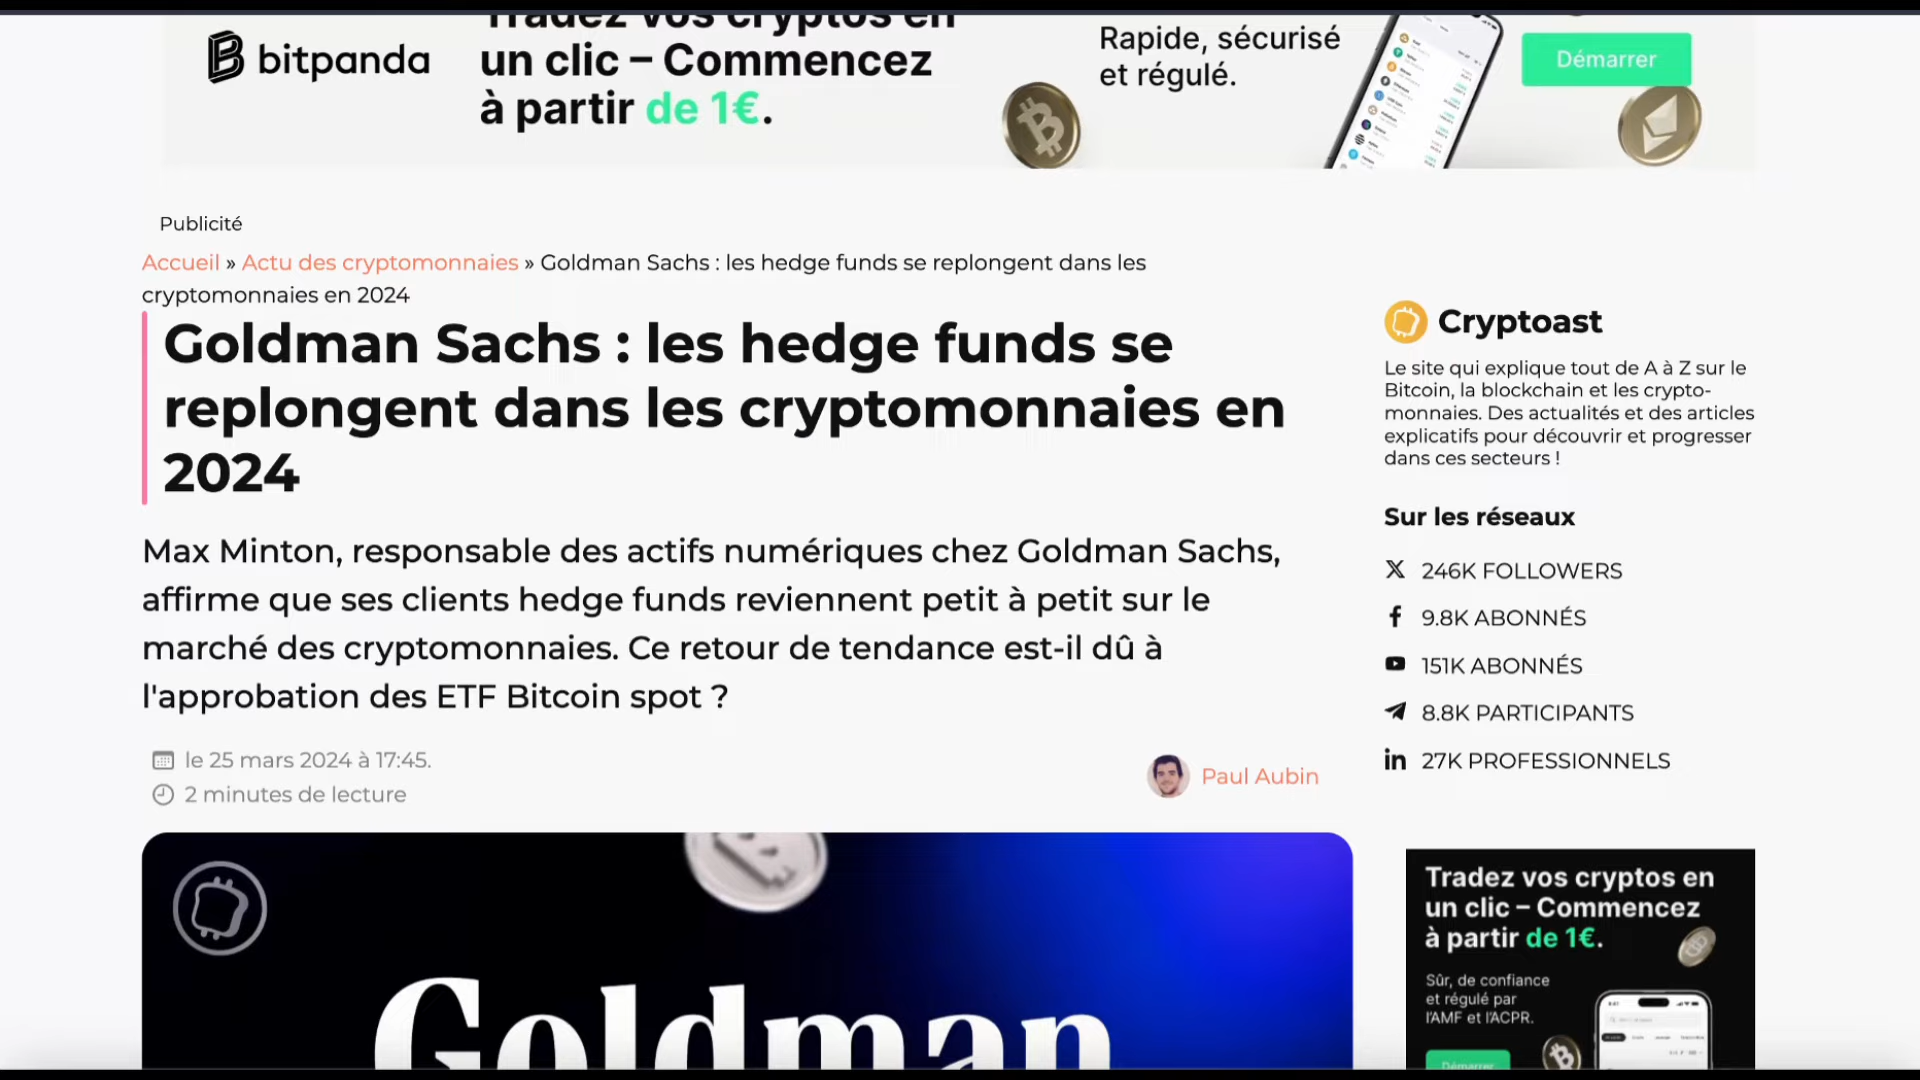 Tradez vos cryptos en
un clic – Commencez
à partir de 1€.
bitpanda
Rapide, sécurisé
et régulé.
Démarrer
Publicité
Accueil » Actu des cryptomonnaies » Goldman Sachs : les hedge funds se replongent dans les
cryptomonnaies en 2024
Goldman Sachs : les hedge funds se
replongent dans les cryptomonnaies en
2024
Max Minton, responsable des actifs numériques chez Goldman Sachs,
affirme que ses clients hedge funds reviennent petit à petit sur le
marché des cryptomonnaies. Ce retour de tendance est-il dû à
l'approbation des ETF Bitcoin spot ?
le 25 mars 2024 à 17:45.
2 minutes de lecture
Paul Aubin
Goldman
Cryptoast
Le site qui explique tout de A à Z sur le
Bitcoin, la blockchain et les crypto-
monnaies. Des actualités et des articles
explicatifs pour découvrir et progresser
dans ces secteurs !
Sur les réseaux
246K FOLLOWERS
9.8K ABONNÉS
151K ABONNÉS
8.8K PARTICIPANTS
27K PROFESSIONNELS
Tradez vos cryptos en
un clic – Commencez
à partir de 1€.
Sûr, de confiance
et régulé par
l'AMF et l'ACPR.
Démarrer